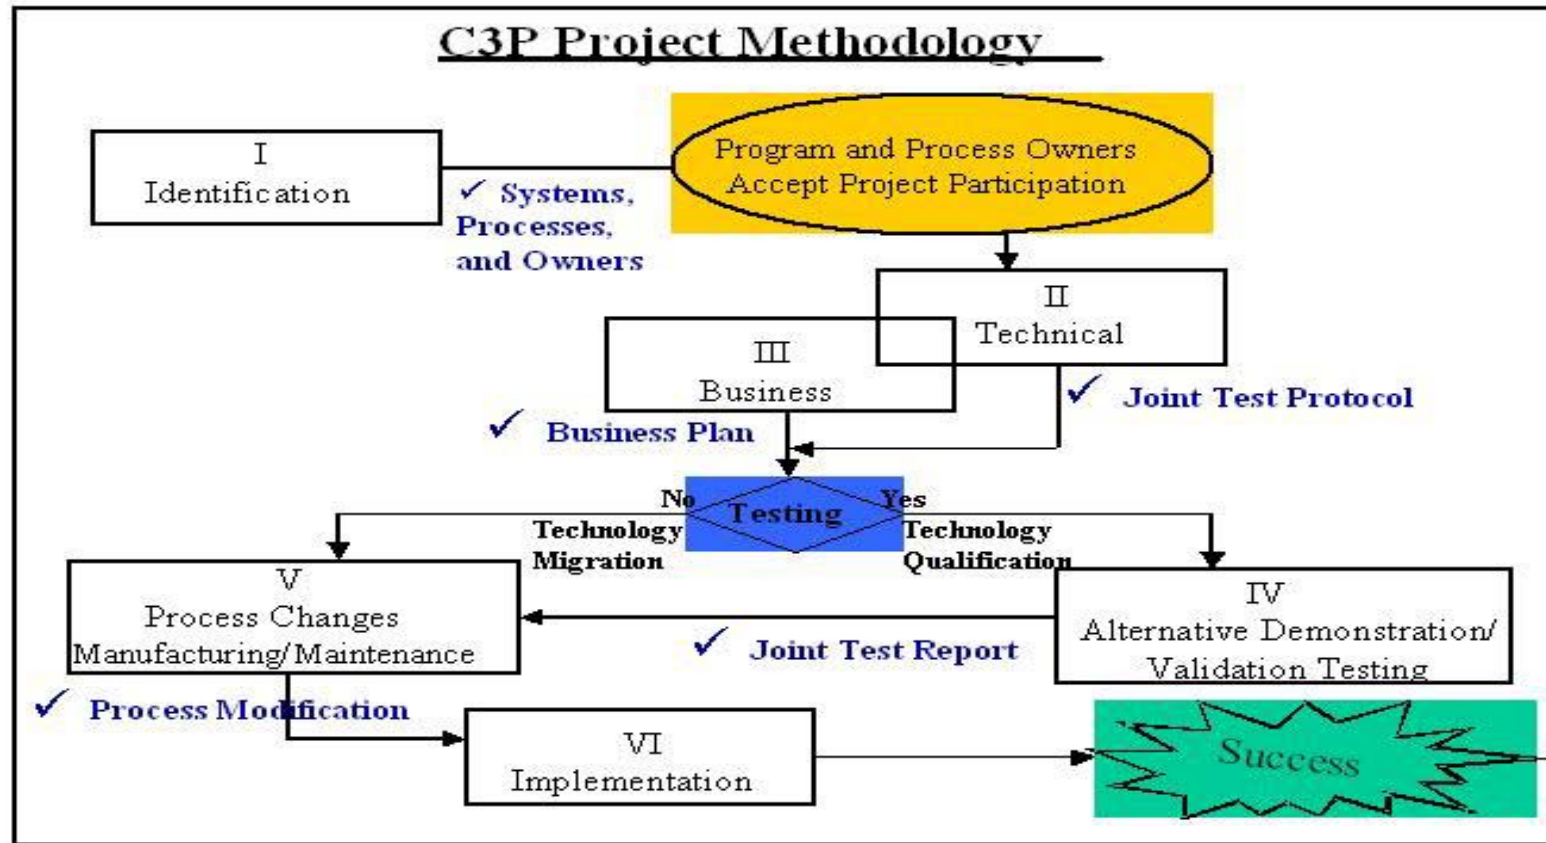 C3P Project Methodology
I
Identification
✓ Systems,
Processes,
and Owners
Program and Process Owners
Accept Project Participation
II
Technical
✓ Joint Test Protocol
III
Business
✓ Business Plan
Testing
No
Technology
Migration
Yes
Technology
Qualification
IV
Alternative Demonstration/
Validation Testing
✓ Joint Test Report
V
Process Changes
Manufacturing/Maintenance
✓ Process Modification
VI
Implementation
Success